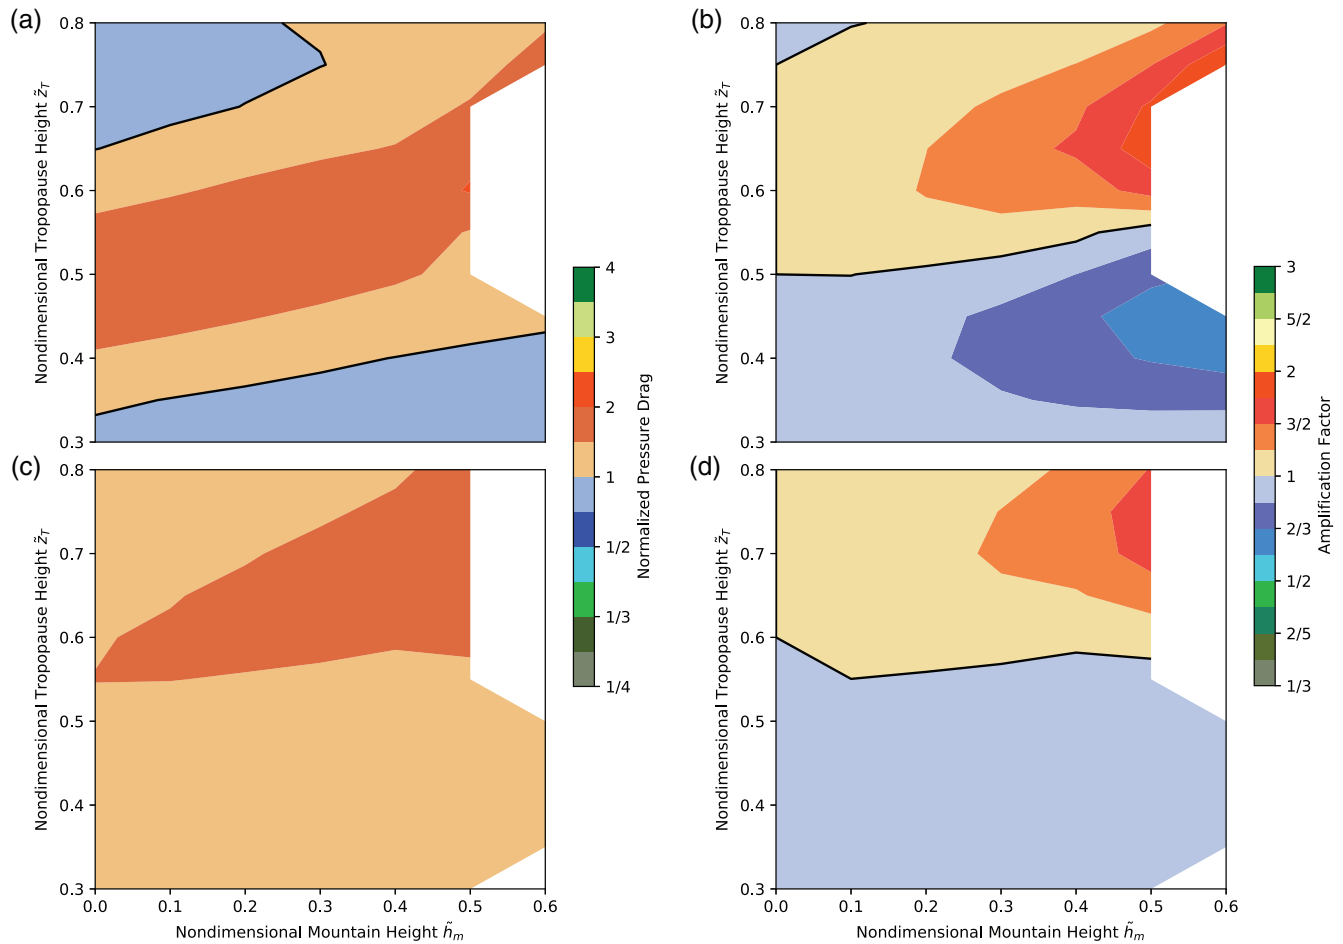 (a)
0.8
0.7
0.6
0.5
0.4
0.3
Nondimensional Tropopause Height z̃_T
(b)
0.8
0.7
0.6
0.5
0.4
0.3
Nondimensional Tropopause Height z̃_T
4
3
2
1
1/2
1/3
1/4
Normalized Pressure Drag
3
5/2
2
3/2
1
2/3
1/2
2/5
1/3
Amplification Factor
(c)
0.8
0.7
0.6
0.5
0.4
0.3
Nondimensional Tropopause Height z̃_T
0.0 0.1 0.2 0.3 0.4 0.5 0.6
Nondimensional Mountain Height h̃_m
(d)
0.8
0.7
0.6
0.5
0.4
0.3
Nondimensional Tropopause Height z̃_T
0.0 0.1 0.2 0.3 0.4 0.5 0.6
Nondimensional Mountain Height h̃_m